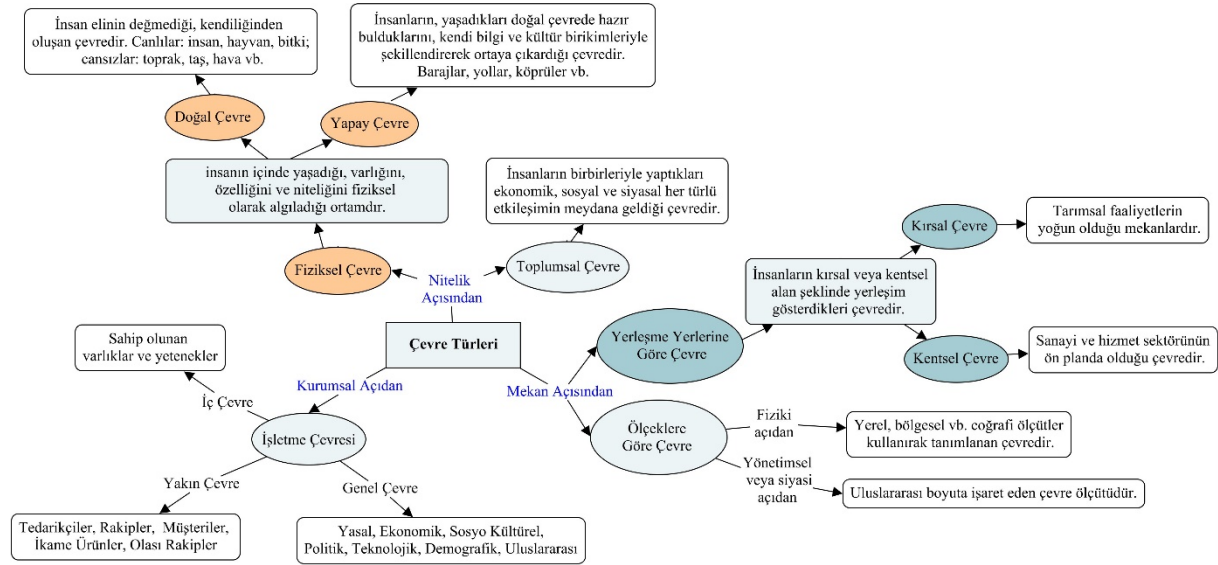 İnsan elinin değmediği, kendiliğinden
oluşan çevredir. Canlılar: insan, hayvan, bitki;
cansızlar: toprak, taş, hava vb.
İnsanların, yaşadıkları doğal çevrede hazır
bulduklarını, kendi bilgi ve kültür birikimleriyle
şekillendirerek ortaya çıkardığı çevredir.
Barajlar, yollar, köprüler vb.
Doğal Çevre
Yapay Çevre
insanın içinde yaşadığı, varlığını,
özelliğini ve niteliğini fiziksel
olarak algıladığı ortamdır.
İnsanların birbirleriyle yaptıkları
ekonomik, sosyal ve siyasal her türlü
etkileşimin meydana geldiği çevredir.
Fiziksel Çevre
Nitelik
Açısından
Toplumsal Çevre
Kırsal Çevre
Tarımsal faaliyetlerin
yoğun olduğu mekanlardır.
İnsanların kırsal veya kentsel
alan şeklinde yerleşim
gösterdikleri çevredir.
Çevre Türleri
Yerleşme Yerlerine
Göre Çevre
Kentsel Çevre
Sanayi ve hizmet sektörünün
ön planda olduğu çevredir.
Sahip olunan
varlıklar ve yetenekler
Kurumsal Açıdan
Mekan Açısından
İç Çevre
İşletme Çevresi
Ölçeklere
Göre Çevre
Fiziki
açıdan
Yerel, bölgesel vb. coğrafi ölçütler
kullanırak tanımlanan çevredir.
Yönetimsel
veya siyasi
açıdan
Uluslararası boyuta işaret eden çevre ölçütüdür.
Yakın Çevre
Genel Çevre
Tedarikçiler, Rakipler, Müşteriler,
İkame Ürünler, Olası Rakipler
Yasal, Ekonomik, Sosyo Kültürel,
Politik, Teknolojik, Demografik, Uluslararası